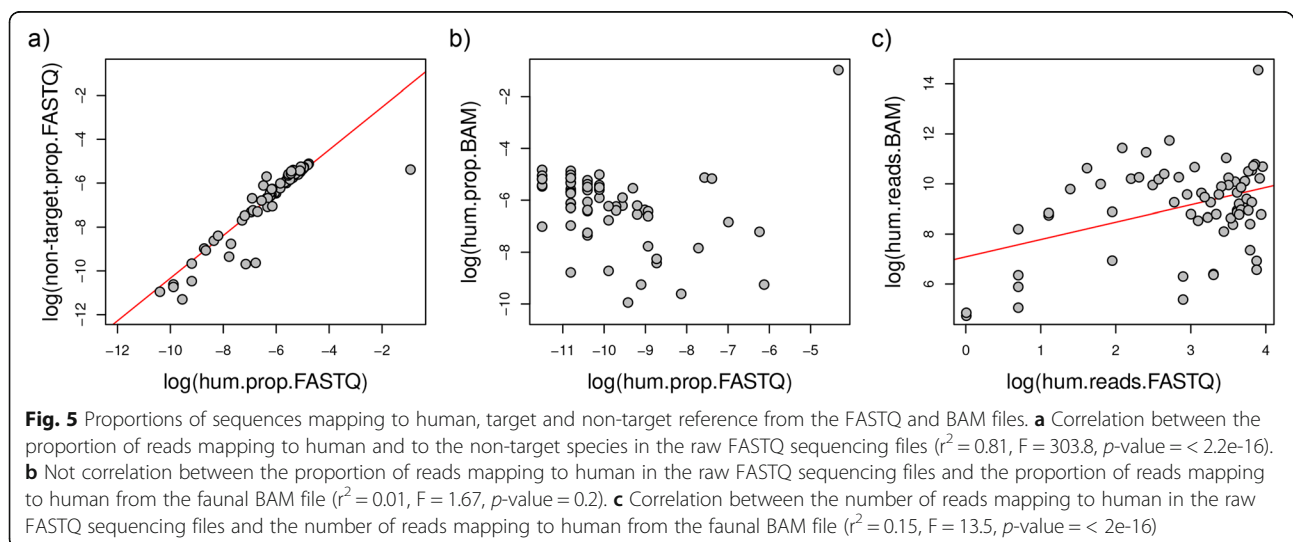 a)
log(non-target.prop.FASTQ)
−2
−4
−6
−8
−10
−12
−12 −10 −8 −6 −4 −2
log(hum.prop.FASTQ)
b)
log(hum.prop.BAM)
−2
−4
−6
−8
−10
−11 −10 −9 −8 −7 −6 −5
log(hum.prop.FASTQ)
c)
log(hum.reads.BAM)
14
12
10
8
6
0 1 2 3 4
log(hum.reads.FASTQ)
Fig. 5 Proportions of sequences mapping to human, target and non-target reference from the FASTQ and BAM files. a Correlation between the
proportion of reads mapping to human and to the non-target species in the raw FASTQ sequencing files (r² = 0.81, F = 303.8, p-value = < 2.2e-16).
b Not correlation between the proportion of reads mapping to human in the raw FASTQ sequencing files and the proportion of reads mapping
to human from the faunal BAM file (r² = 0.01, F = 1.67, p-value = 0.2). c Correlation between the number of reads mapping to human in the raw
FASTQ sequencing files and the number of reads mapping to human from the faunal BAM file (r² = 0.15, F = 13.5, p-value = < 2e-16)